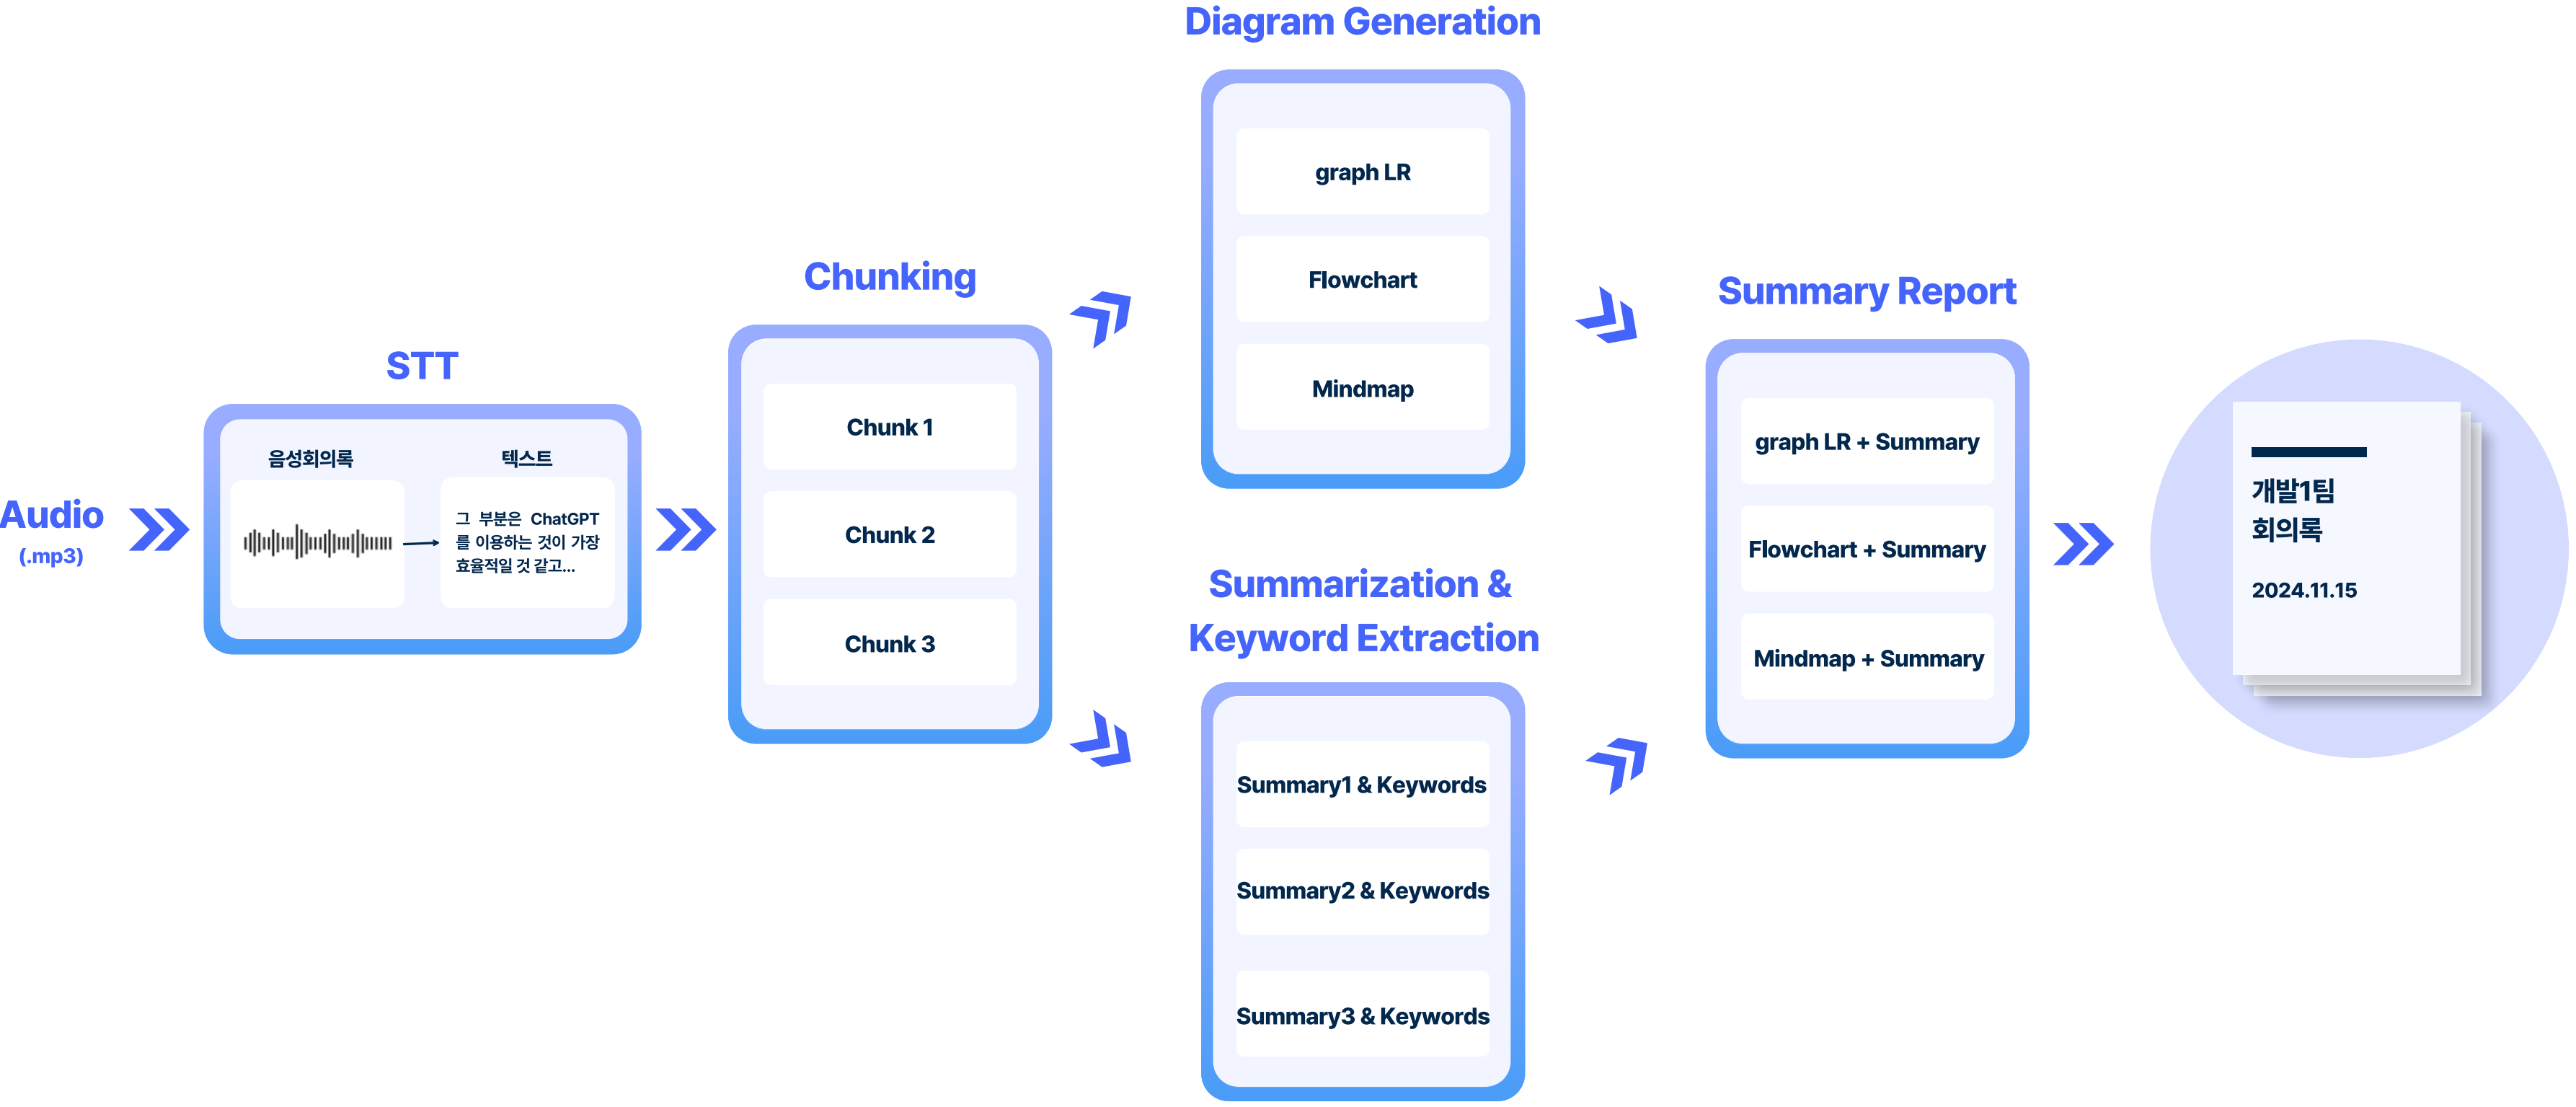 Audio
(.mp3)
STT
음성회의록
텍스트
그 부분은 ChatGPT
를 이용하는 것이 가장
효율적일 것 같고...
Chunking
Chunk 1
Chunk 2
Chunk 3
Diagram Generation
graph LR
Flowchart
Mindmap
Summarization &
Keyword Extraction
Summary1 & Keywords
Summary2 & Keywords
Summary3 & Keywords
Summary Report
graph LR + Summary
Flowchart + Summary
Mindmap + Summary
개발1팀
회의록
2024.11.15